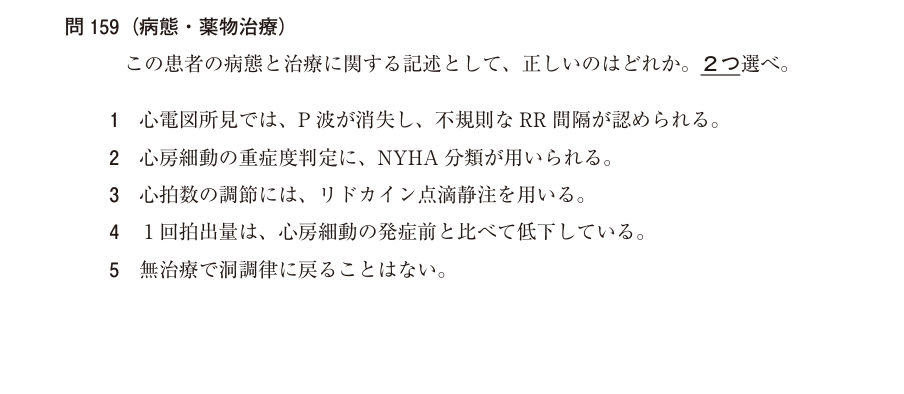 問 159（病態・薬物治療）
この患者の病態と治療に関する記述として、正しいのはどれか。２つ選べ。
1 心電図所見では、P 波が消失し、不規則な RR 間隔が認められる。
2 心房細動の重症度判定に、NYHA 分類が用いられる。
3 心拍数の調節には、リドカイン点滴静注を用いる。
4 １回拍出量は、心房細動の発症前と比べて低下している。
5 無治療で洞調律に戻ることはない。